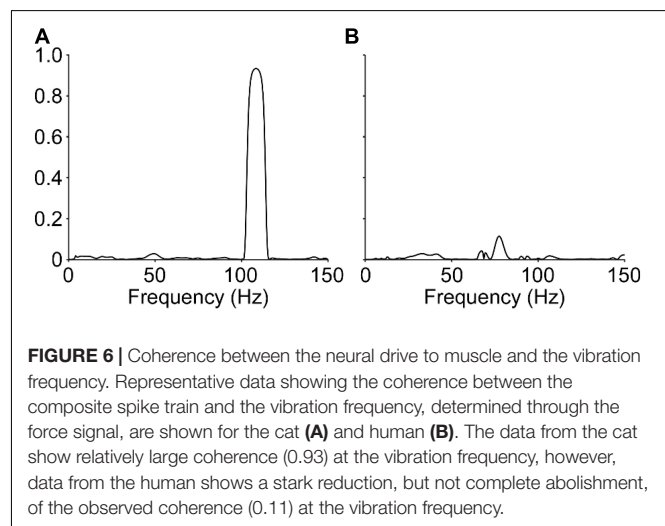 A
B
1.0
0.8
0.6
0.4
0.2
0
0 50 100 150
0 50 100 150
Frequency (Hz)
Frequency (Hz)
FIGURE 6 | Coherence between the neural drive to muscle and the vibration
frequency. Representative data showing the coherence between the
composite spike train and the vibration frequency, determined through the
force signal, are shown for the cat (A) and human (B). The data from the cat
show relatively large coherence (0.93) at the vibration frequency, however,
data from the human shows a stark reduction, but not complete abolishment,
of the observed coherence (0.11) at the vibration frequency.